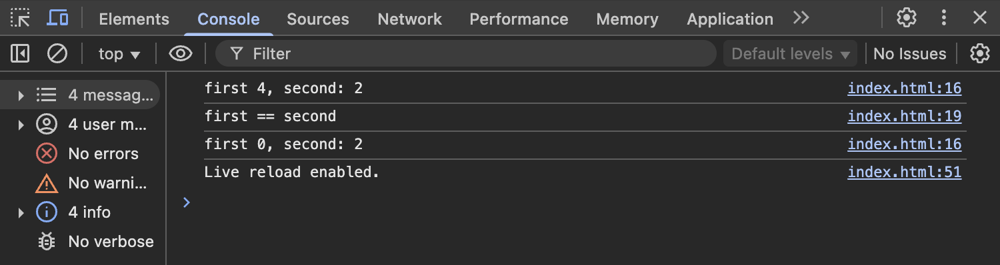 Elements Console Sources Network Performance Memory Application
top Filter Default levels No Issues
4 messag... first 4, second: 2 index.html:16
4 user m... first == second index.html:19
No errors first 0, second: 2 index.html:16
No warni... Live reload enabled. index.html:51
4 info
No verbose